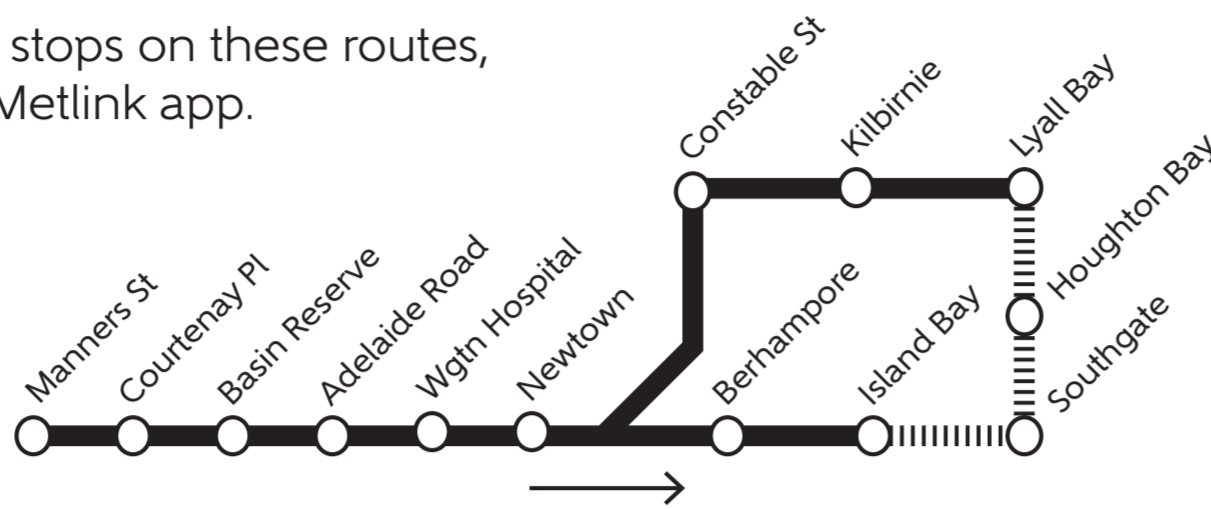 stops on these routes,
Metlink app.
Constable St
Kilbirnie
Lyall Bay
Houghton Bay
Manners St
Courtenay Pl
Basin Reserve
Adelaide Road
Wgtn Hospital
Newtown
Berhampore
Island Bay
Southgate